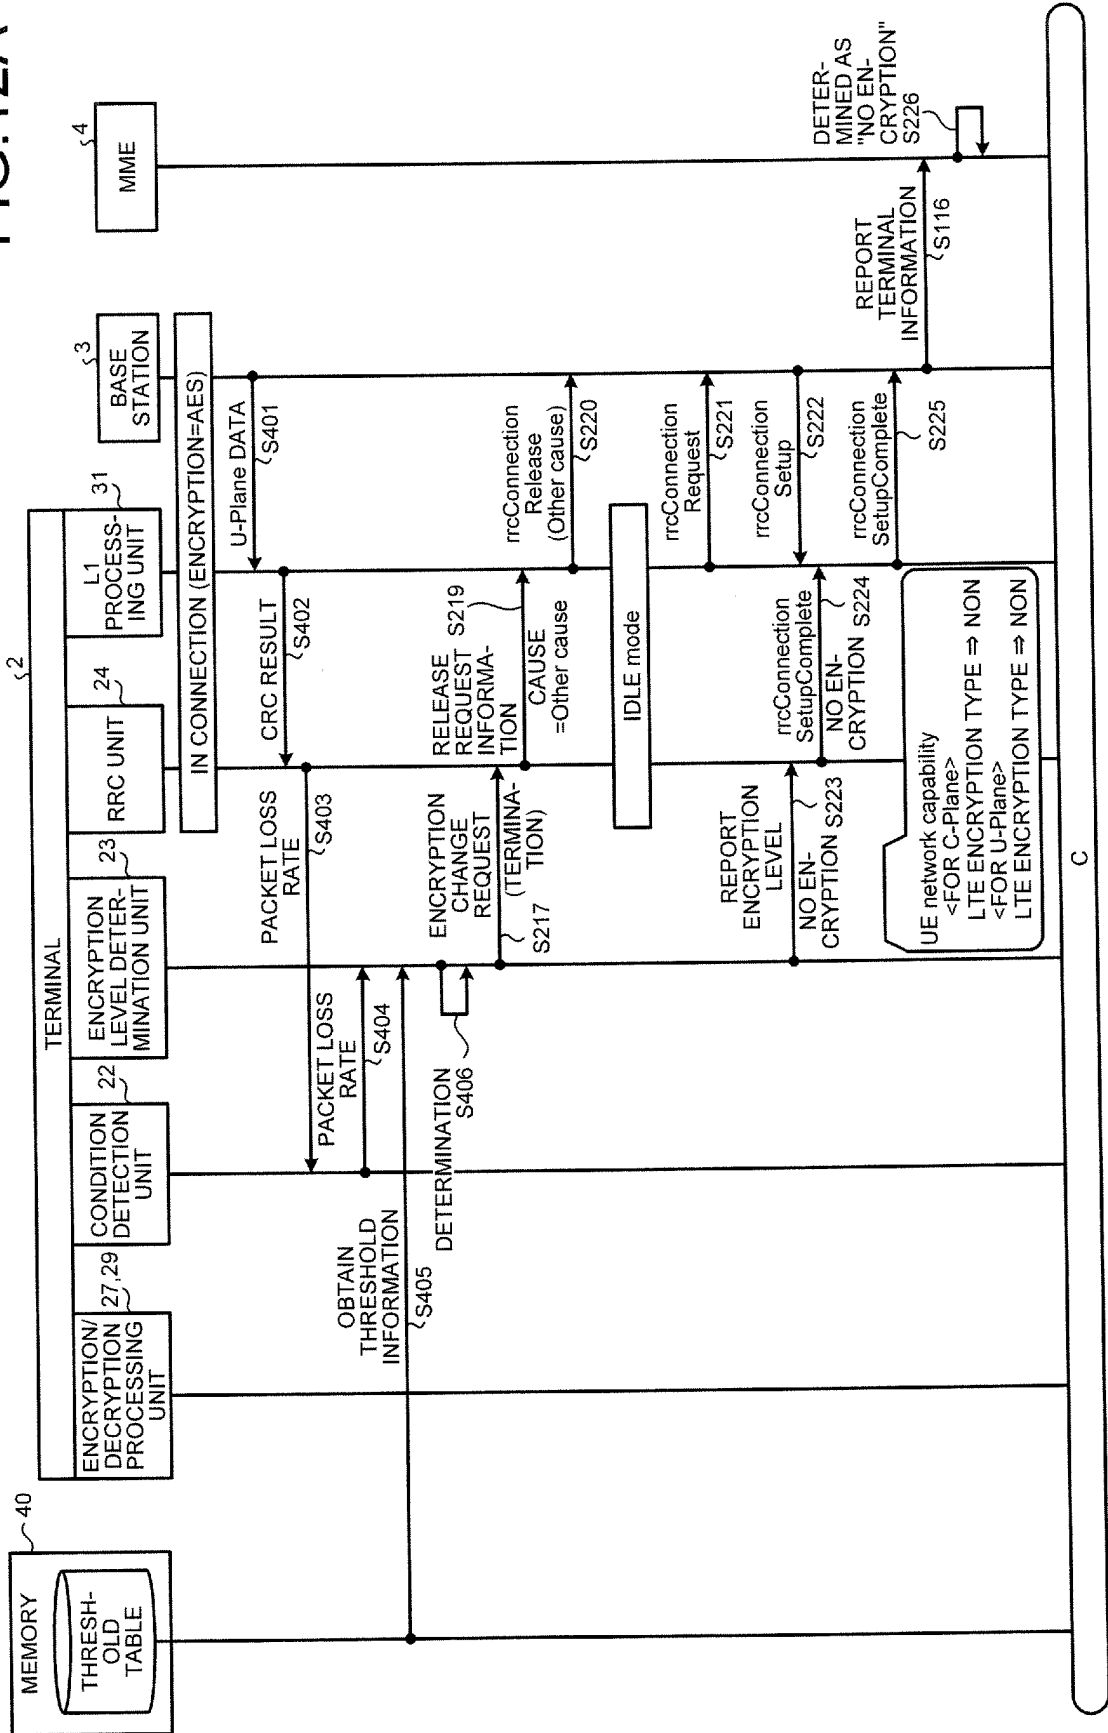 MEMORY
40
THRESH-
OLD
TABLE
2
TERMINAL
ENCRYPTION/
DECRYPTION
PROCESSING
UNIT
27,29
CONDITION
DETECTION
UNIT
22
ENCRYPTION
LEVEL DETER-
MINATION UNIT
23
RRC UNIT
24
L1
PROCESS-
ING UNIT
31
BASE
STATION
3
MME
4
IN CONNECTION (ENCRYPTION=AES)
U-Plane DATA
S401
CRC RESULT
S402
PACKET LOSS
RATE
S403
PACKET LOSS
RATE
S404
OBTAIN
THRESHOLD
INFORMATION
S405
DETERMINATION
S406
ENCRYPTION
CHANGE
REQUEST
(TERMINA-
TION)
S217
RELEASE
REQUEST
INFORMA-
TION
S219
CAUSE
=Other cause
rrcConnection
Release
(Other cause)
S220
IDLE mode
rrcConnection
Request
S221
rrcConnection
Setup
S222
REPORT
ENCRYPTION
LEVEL
NO EN-
CRYPTION
S223
rrcConnection
SetupComplete
NO EN-
CRYPTION
S224
rrcConnection
SetupComplete
S225
REPORT
TERMINAL
INFORMATION
S116
DETER-
MINED AS
"NO EN-
CRYPTION"
S226
UE network capability
<FOR C-Plane>
LTE ENCRYPTION TYPE ⇒ NON
<FOR U-Plane>
LTE ENCRYPTION TYPE ⇒ NON
C